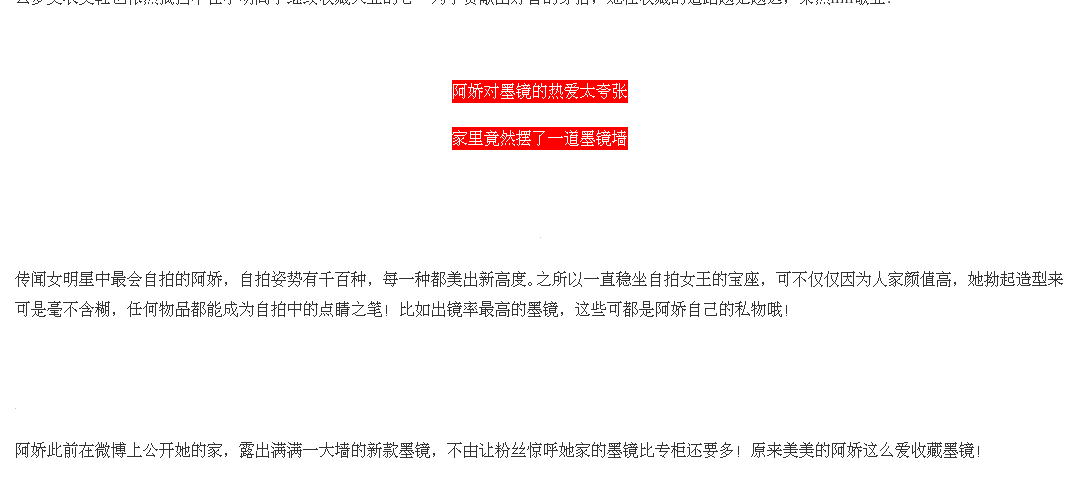 阿娇对墨镜的热爱太夸张
家里竟然摆了一道墨镜墙
传闻女明星中最会自拍的阿娇，自拍姿势有千百种，每一种都美出新高度。之所以一直稳坐自拍女王的宝座，可不仅仅因为人家颜值高，她拗起造型来
可是毫不含糊，任何物品都能成为自拍中的点睛之笔！比如出镜率最高的墨镜，这些可都是阿娇自己的私物哦！
阿娇此前在微博上公开她的家，露出满满一大墙的新款墨镜，不由让粉丝惊呼她家的墨镜比专柜还要多！原来美美的阿娇这么爱收藏墨镜！